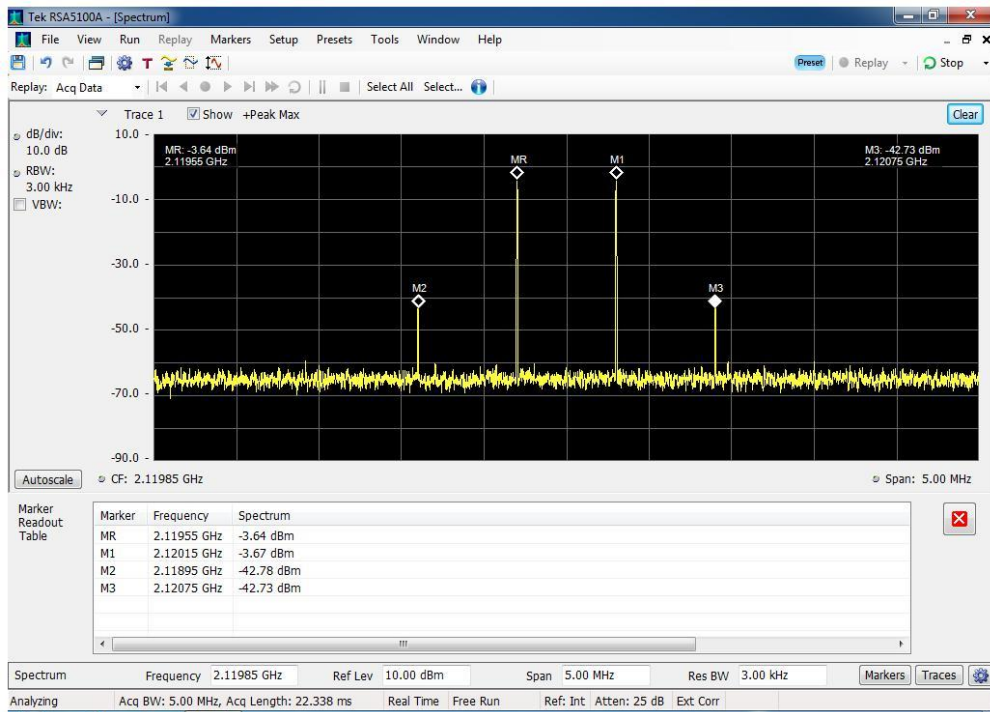 Tek RSA5100A - [Spectrum]
File View Run Replay Markers Setup Presets Tools Window Help
Preset Replay Stop
Replay: Acq Data Select All Select...
Trace 1 Show +Peak Max Clear
dB/div:
10.0 dB
RBW:
3.00 kHz
VBW:
10.0
-10.0
-30.0
-50.0
-70.0
-90.0
MR: -3.64 dBm
2.11955 GHz
M3: -42.73 dBm
2.12075 GHz
MR
M1
M2
M3
Autoscale CF: 2.11985 GHz Span: 5.00 MHz
Marker
Readout
Table
Marker Frequency Spectrum
MR 2.11955 GHz -3.64 dBm
M1 2.12015 GHz -3.67 dBm
M2 2.11895 GHz -42.78 dBm
M3 2.12075 GHz -42.73 dBm
Spectrum Frequency 2.11985 GHz Ref Lev 10.00 dBm Span 5.00 MHz Res BW 3.00 kHz Markers Traces
Analyzing Acq BW: 5.00 MHz, Acq Length: 22.338 ms Real Time Free Run Ref: Int Atten: 25 dB Ext Corr